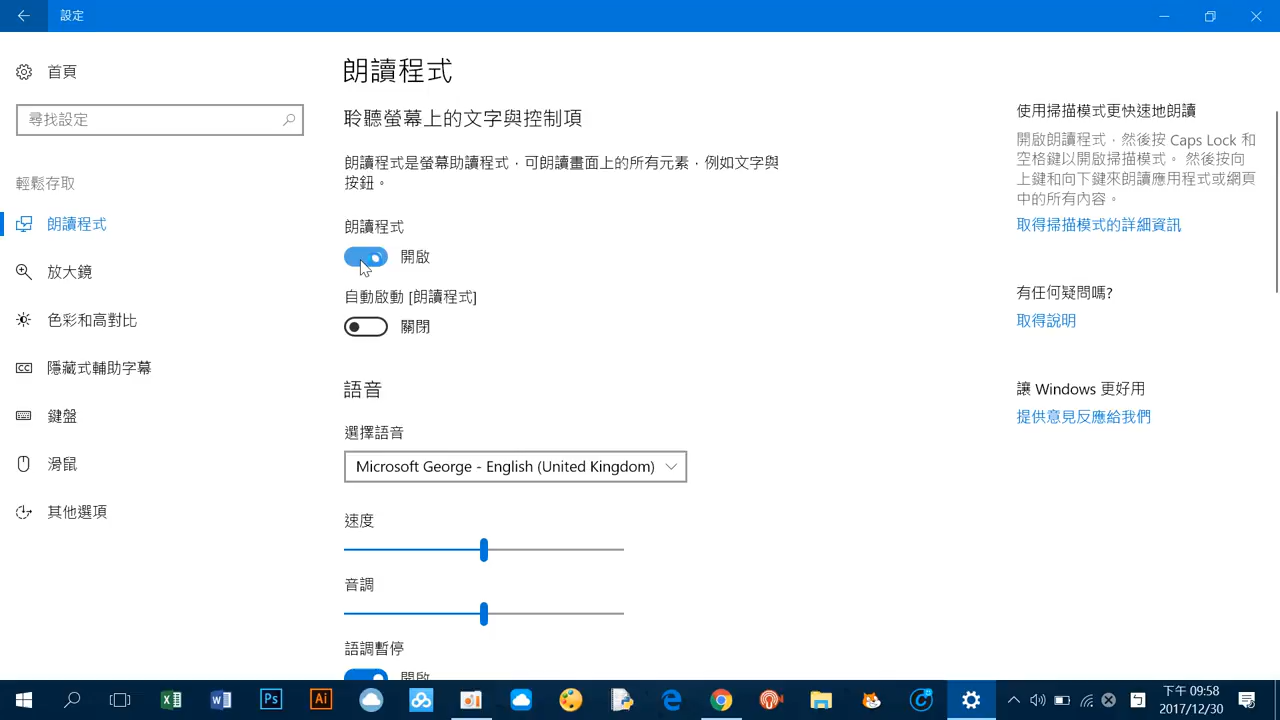 設定
首頁
尋找設定
輕鬆存取
朗讀程式
放大鏡
色彩和高對比
隱藏式輔助字幕
鍵盤
滑鼠
其他選項
朗讀程式
聆聽螢幕上的文字與控制項
朗讀程式是螢幕助讀程式，可朗讀畫面上的所有元素，例如文字與
按鈕。
朗讀程式
開啟
自動啟動 [朗讀程式]
關閉
語音
選擇語音
Microsoft George - English (United Kingdom)
速度
音調
語調暫停
開啟
使用掃描模式更快速地朗讀
開啟朗讀程式，然後按 Caps Lock 和
空格鍵以開啟掃描模式。 然後按向
上鍵和向下鍵來朗讀應用程式或網頁
中的所有內容。
取得掃描模式的詳細資訊
有任何疑問嗎?
取得說明
讓 Windows 更好用
提供意見反應給我們
Ps
Ai
下午 09:58
2017/12/30